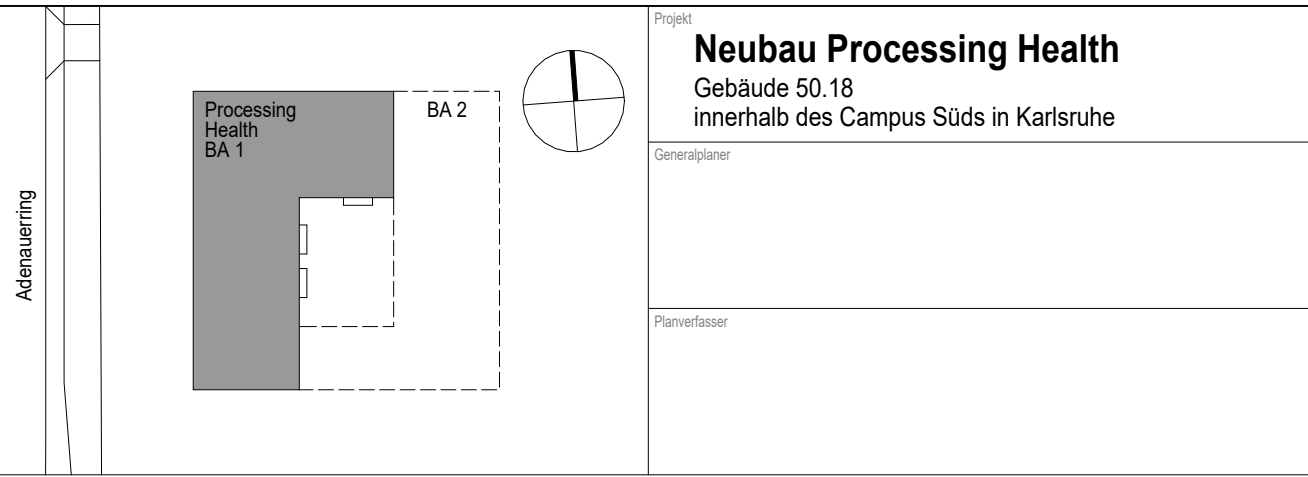 Adenauerring
Processing
Health
BA 1
BA 2
Projekt
Neubau Processing Health
Gebäude 50.18
innerhalb des Campus Süds in Karlsruhe
Generalplaner
Planverfasser